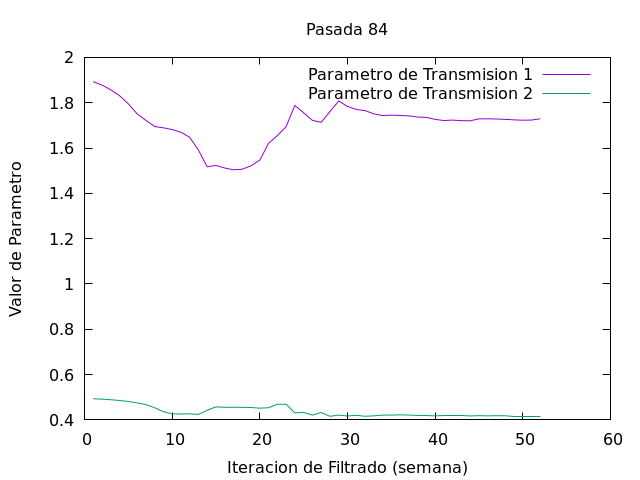 Pasada 84
Parametro de Transmision 1
Parametro de Transmision 2
Valor de Parametro
2
1.8
1.6
1.4
1.2
1
0.8
0.6
0.4
0 10 20 30 40 50 60
Iteracion de Filtrado (semana)